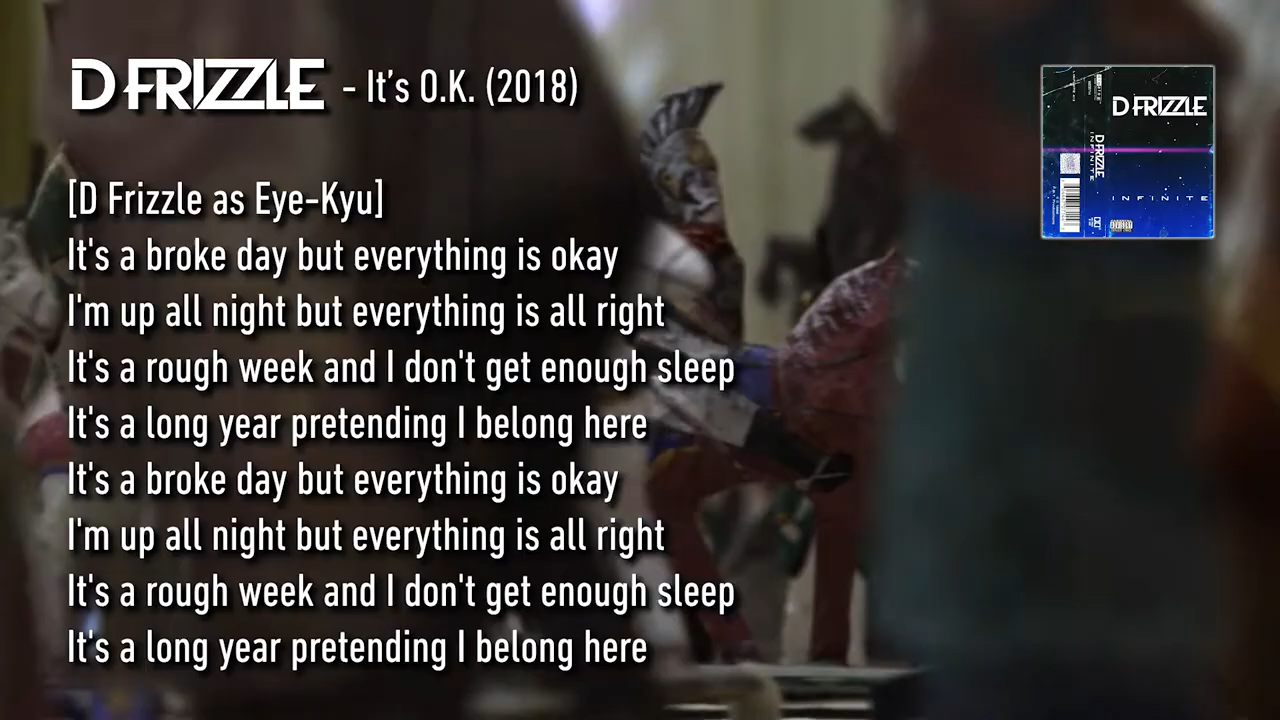 D FRIZZLE - It's O.K. (2018)
[D Frizzle as Eye-Kyu]
It's a broke day but everything is okay
I'm up all night but everything is all right
It's a rough week and I don't get enough sleep
It's a long year pretending I belong here
It's a broke day but everything is okay
I'm up all night but everything is all right
It's a rough week and I don't get enough sleep
It's a long year pretending I belong here
D FRIZZLE
D FRIZZLE
INFINITE
INFINITE